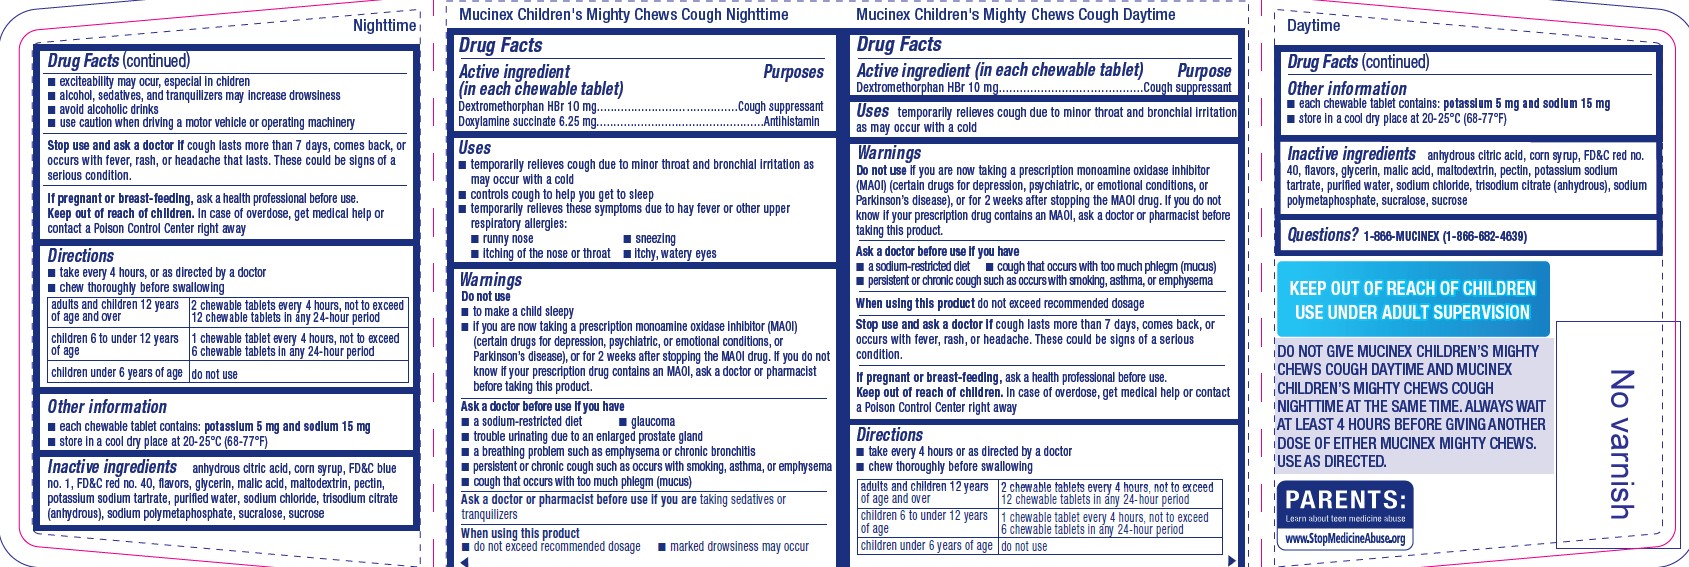 Nighttime
Drug Facts (continued)
■ exciteability may ocur, especial in children
■ alcohol, sedatives, and tranquilizers may increase drowsiness
■ avoid alcoholic drinks
■ use caution when driving a motor vehicle or operating machinery
Stop use and ask a doctor if cough lasts more than 7 days, comes back, or
occurs with fever, rash, or headache that lasts. These could be signs of a
serious condition.
If pregnant or breast-feeding, ask a health professional before use.
Keep out of reach of children. In case of overdose, get medical help or
contact a Poison Control Center right away
Directions
■ take every 4 hours, or as directed by a doctor
■ chew thoroughly before swallowing
adults and children 12 years
of age and over
2 chewable tablets every 4 hours, not to exceed
12 chewable tablets in any 24-hour period
children 6 to under 12 years
of age
1 chewable tablet every 4 hours, not to exceed
6 chewable tablets in any 24-hour period
children under 6 years of age
do not use
Other information
■ each chewable tablet contains: potassium 5 mg and sodium 15 mg
■ store in a cool dry place at 20-25°C (68-77°F)
Inactive ingredients anhydrous citric acid, corn syrup, FD&C blue
no. 1, FD&C red no. 40, flavors, glycerin, malic acid, maltodextrin, pectin,
potassium sodium tartrate, purified water, sodium chloride, trisodium citrate
(anhydrous), sodium polymetaphosphate, sucralose, sucrose
Mucinex Children's Mighty Chews Cough Nighttime
Drug Facts
Active ingredient Purposes
(in each chewable tablet)
Dextromethorphan HBr 10 mg.........................................Cough suppressant
Doxylamine succinate 6.25 mg.................................................Antihistamin
Uses
■ temporarily relieves cough due to minor throat and bronchial irritation as
may occur with a cold
■ controls cough to help you get to sleep
■ temporarily relieves these symptoms due to hay fever or other upper
respiratory allergies:
■ runny nose ■ sneezing
■ itching of the nose or throat ■ itchy, watery eyes
Warnings
Do not use
■ to make a child sleepy
■ if you are now taking a prescription monoamine oxidase inhibitor (MAOI)
(certain drugs for depression, psychiatric, or emotional conditions, or
Parkinson's disease), or for 2 weeks after stopping the MAOI drug. If you do not
know if your prescription drug contains an MAOI, ask a doctor or pharmacist
before taking this product.
Ask a doctor before use if you have
■ a sodium-restricted diet ■ glaucoma
■ trouble urinating due to an enlarged prostate gland
■ a breathing problem such as emphysema or chronic bronchitis
■ persistent or chronic cough such as occurs with smoking, asthma, or emphysema
■ cough that occurs with too much phlegm (mucus)
Ask a doctor or pharmacist before use if you are taking sedatives or
tranquilizers
When using this product
■ do not exceed recommended dosage ■ marked drowsiness may occur
Mucinex Children's Mighty Chews Cough Daytime
Drug Facts
Active ingredient (in each chewable tablet) Purpose
Dextromethorphan HBr 10 mg..........................................Cough suppressant
Uses temporarily relieves cough due to minor throat and bronchial irritation
as may occur with a cold
Warnings
Do not use if you are now taking a prescription monoamine oxidase inhibitor
(MAOI) (certain drugs for depression, psychiatric, or emotional conditions, or
Parkinson's disease), or for 2 weeks after stopping the MAOI drug. If you do not
know if your prescription drug contains an MAOI, ask a doctor or pharmacist before
taking this product.
Ask a doctor before use if you have
■ a sodium-restricted diet ■ cough that occurs with too much phlegm (mucus)
■ persistent or chronic cough such as occurs with smoking, asthma, or emphysema
When using this product do not exceed recommended dosage
Stop use and ask a doctor if cough lasts more than 7 days, comes back, or
occurs with fever, rash, or headache. These could be signs of a serious
condition.
If pregnant or breast-feeding, ask a health professional before use.
Keep out of reach of children. In case of overdose, get medical help or contact
a Poison Control Center right away
Directions
■ take every 4 hours or as directed by a doctor
■ chew thoroughly before swallowing
adults and children 12 years
of age and over
2 chewable tablets every 4 hours, not to exceed
12 chewable tablets in any 24-hour period
children 6 to under 12 years
of age
1 chewable tablet every 4 hours, not to exceed
6 chewable tablets in any 24-hour period
children under 6 years of age
do not use
Daytime
Drug Facts (continued)
Other information
■ each chewable tablet contains: potassium 5 mg and sodium 15 mg
■ store in a cool dry place at 20-25°C (68-77°F)
Inactive ingredients anhydrous citric acid, corn syrup, FD&C red no.
40, flavors, glycerin, malic acid, maltodextrin, pectin, potassium sodium
tartrate, purified water, sodium chloride, trisodium citrate (anhydrous), sodium
polymetaphosphate, sucralose, sucrose
Questions? 1-866-MUCINEX (1-866-682-4639)
KEEP OUT OF REACH OF CHILDREN
USE UNDER ADULT SUPERVISION
DO NOT GIVE MUCINEX CHILDREN'S MIGHTY
CHEWS COUGH DAYTIME AND MUCINEX
CHILDREN'S MIGHTY CHEWS COUGH
NIGHTTIME AT THE SAME TIME. ALWAYS WAIT
AT LEAST 4 HOURS BEFORE GIVING ANOTHER
DOSE OF EITHER MUCINEX MIGHTY CHEWS.
USE AS DIRECTED.
PARENTS:
Learn about teen medicine abuse
www.StopMedicineAbuse.org
No varnish